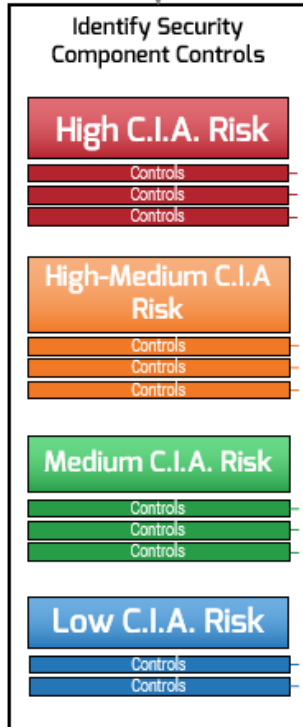 Identify Security
Component Controls
High C.I.A. Risk
Controls
Controls
Controls
High-Medium C.I.A
Risk
Controls
Controls
Controls
Medium C.I.A. Risk
Controls
Controls
Controls
Low C.I.A. Risk
Controls
Controls